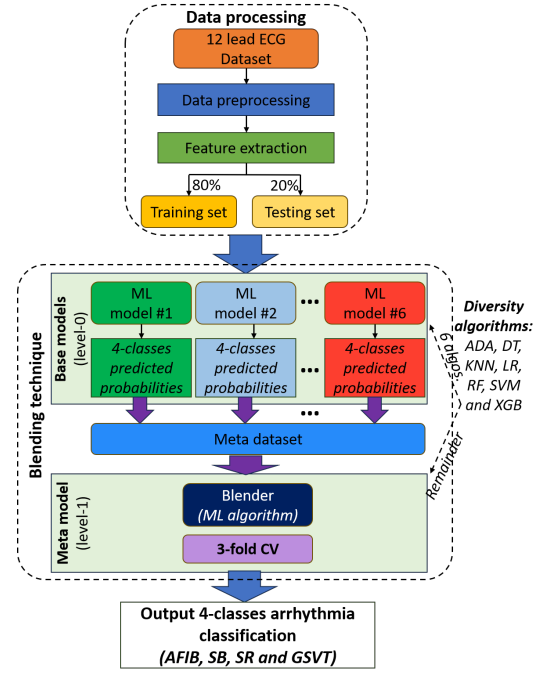 Data processing
12 lead ECG
Dataset
Data preprocessing
Feature extraction
80%
20%
Training set
Testing set
Blending technique
Base models
(level-0)
ML
model #1
ML
model #2
...
ML
model #6
4-classes
predicted
probabilities
4-classes
predicted
probabilities
...
4-classes
predicted
probabilities
...
Diversity
algorithms:
ADA, DT,
KNN, LR,
RF, SVM
and XGB
6 algos.
Remainder
Meta dataset
Meta model
(level-1)
Blender
(ML algorithm)
3-fold CV
Output 4-classes arrhythmia
classification
(AFIB, SB, SR and GSVT)